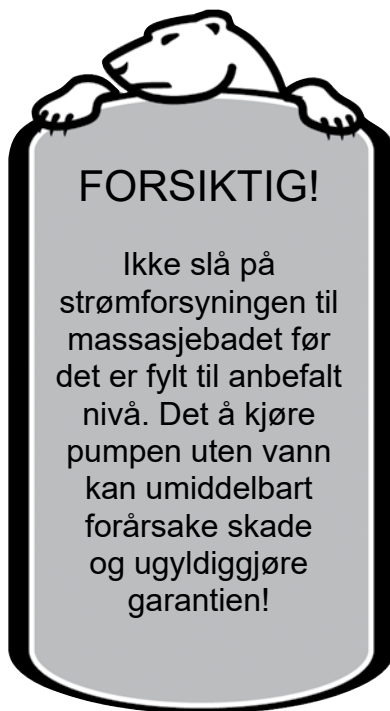 FORSIKTIG!
Ikke slå på
strømforsyningen til
massasjebadet før
det er fylt til anbefalt
nivå. Det å kjøre
pumpen uten vann
kan umiddelbart
forårsake skade
og ugyldiggjøre
garantien!